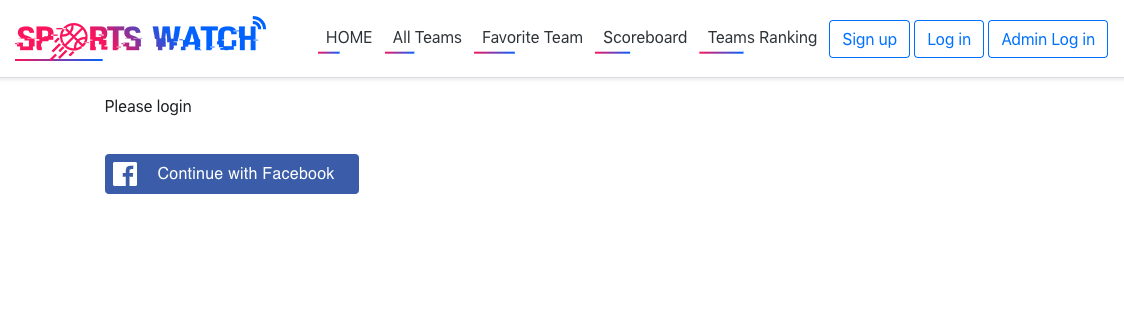 SPORTS WATCH
HOME All Teams Favorite Team Scoreboard Teams Ranking Sign up Log in Admin Log in
Please login
Continue with Facebook